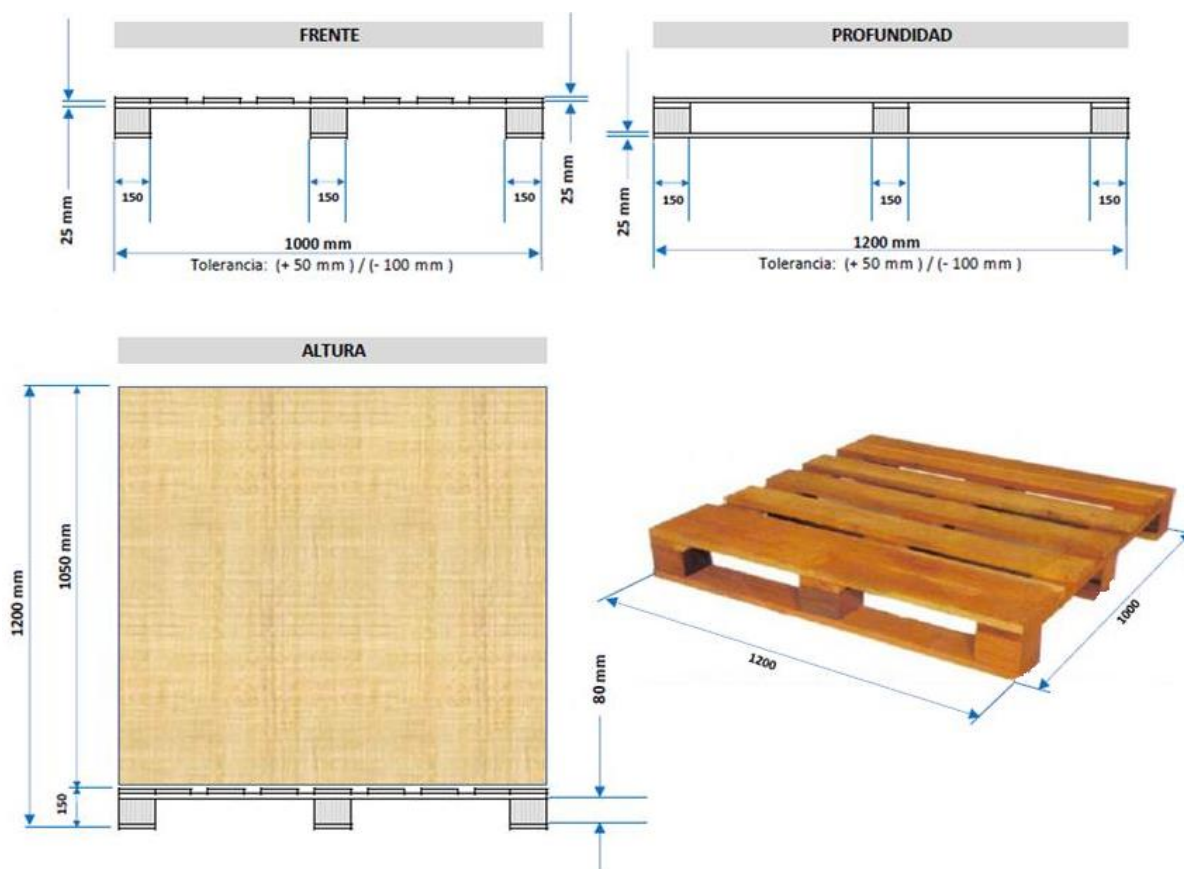 FRENTE
PROFUNDIDAD
25 mm
150
150
150
25 mm
1000 mm
Tolerancia: (+ 50 mm ) / (- 100 mm )
25 mm
150
150
150
1200 mm
Tolerancia: (+ 50 mm ) / (- 100 mm )
ALTURA
1200 mm
1050 mm
150
80 mm
1200
1000